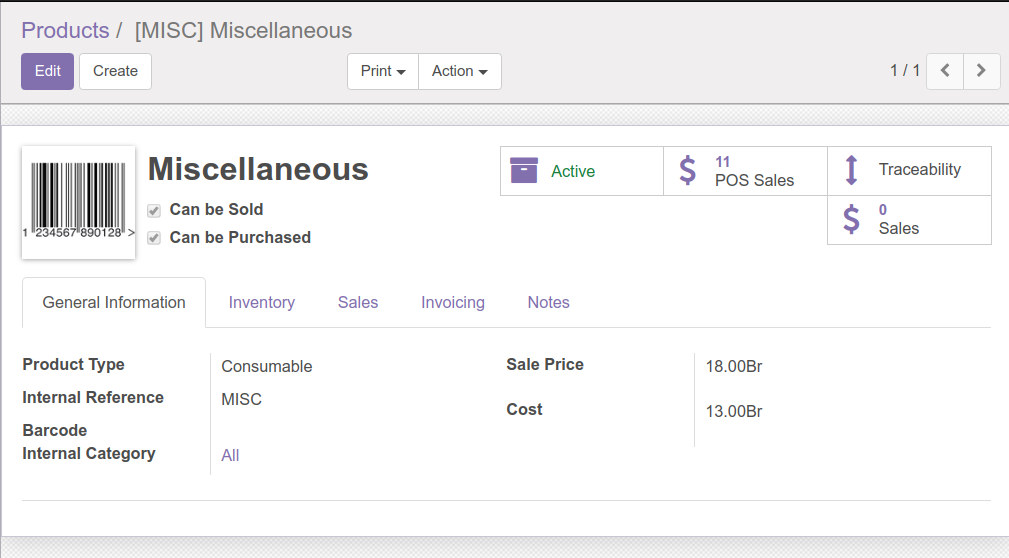 Products / [MISC] Miscellaneous
Edit Create Print Action 1 / 1
1 234567 890128 >
Miscellaneous
Can be Sold
Can be Purchased
Active
11
POS Sales
Traceability
0
Sales
General Information Inventory Sales Invoicing Notes
Product Type Consumable
Internal Reference MISC
Barcode
Internal Category All
Sale Price 18.00Br
Cost 13.00Br